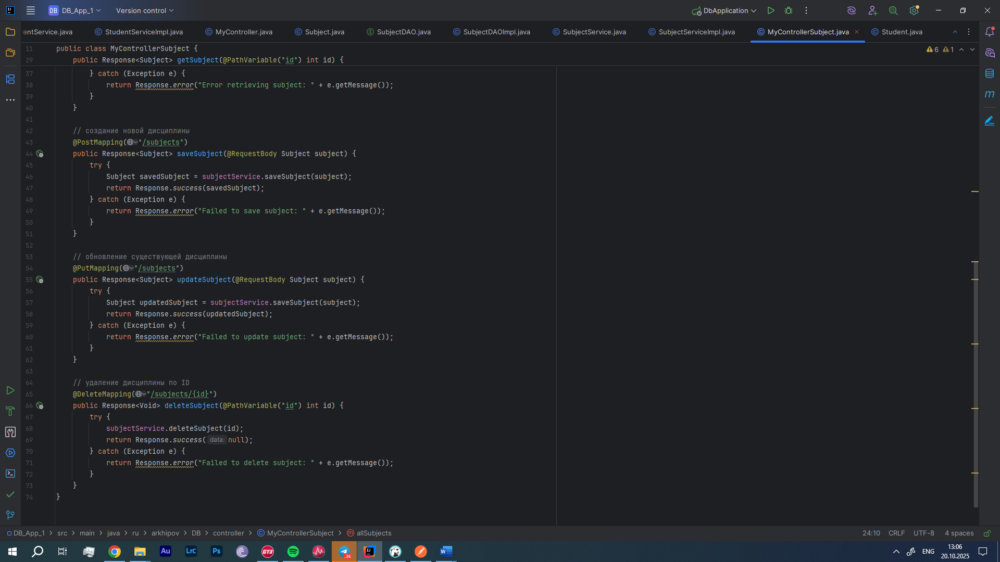 DB DB_App_1 Version control DbApplication
entService.java StudentServiceImpl.java MyController.java Subject.java SubjectDAO.java SubjectDAOImpl.java SubjectService.java SubjectServiceImpl.java MyControllerSubject.java Student.java
11 public class MyControllerSubject { 6 1
29 public Response<Subject> getSubject(@PathVariable("id") int id) {
37 } catch (Exception e) {
38 return Response.error("Error retrieving subject: " + e.getMessage());
39 }
40 }
41
42 // создание новой дисциплины
43 @PostMapping("/subjects")
44 public Response<Subject> saveSubject(@RequestBody Subject subject) {
45 try {
46 Subject savedSubject = subjectService.saveSubject(subject);
47 return Response.success(savedSubject);
48 } catch (Exception e) {
49 return Response.error("Failed to save subject: " + e.getMessage());
50 }
51 }
52
53 // обновление существующей дисциплины
54 @PutMapping("/subjects")
55 public Response<Subject> updateSubject(@RequestBody Subject subject) {
56 try {
57 Subject updatedSubject = subjectService.saveSubject(subject);
58 return Response.success(updatedSubject);
59 } catch (Exception e) {
60 return Response.error("Failed to update subject: " + e.getMessage());
61 }
62 }
63
64 // удаление дисциплины по ID
65 @DeleteMapping("/subjects/{id}")
66 public Response<Void> deleteSubject(@PathVariable("id") int id) {
67 try {
68 subjectService.deleteSubject(id);
69 return Response.success( data: null);
70 } catch (Exception e) {
71 return Response.error("Failed to delete subject: " + e.getMessage());
72 }
73 }
74 }
DB_App_1 > src > main > java > ru > arkhipov > DB > controller > MyControllerSubject > allSubjects 24:10 CRLF UTF-8 4 spaces
Au LrC Ps GT3 .36 IJ W ENG 13:06
20.10.2025